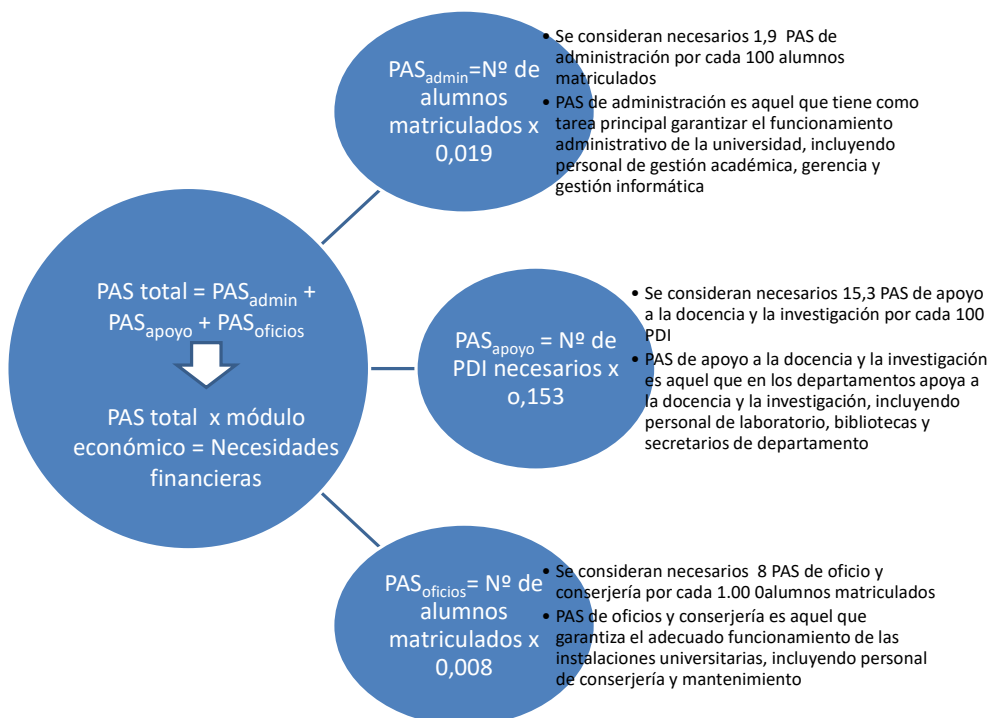 PAS total = PASadmin +
PASapoyo + PASoficios
PAS total x módulo
económico = Necesidades
financieras
PASadmin=Nº de
alumnos
matriculados x
0,019
• Se consideran necesarios 1,9 PAS de
administración por cada 100 alumnos
matriculados
• PAS de administración es aquel que tiene como
tarea principal garantizar el funcionamiento
administrativo de la universidad, incluyendo
personal de gestión académica, gerencia y
gestión informática
PASapoyo = Nº de
PDI necesarios x
o,153
• Se consideran necesarios 15,3 PAS de apoyo
a la docencia y la investigación por cada 100
PDI
• PAS de apoyo a la docencia y la investigación
es aquel que en los departamentos apoya a
la docencia y la investigación, incluyendo
personal de laboratorio, bibliotecas y
secretarios de departamento
PASoficios= Nº de
alumnos
matriculados x
0,008
• Se consideran necesarios 8 PAS de oficio y
conserjería por cada 1.00 0alumnos matriculados
• PAS de oficios y conserjería es aquel que
garantiza el adecuado funcionamiento de las
instalaciones universitarias, incluyendo personal
de conserjería y mantenimiento